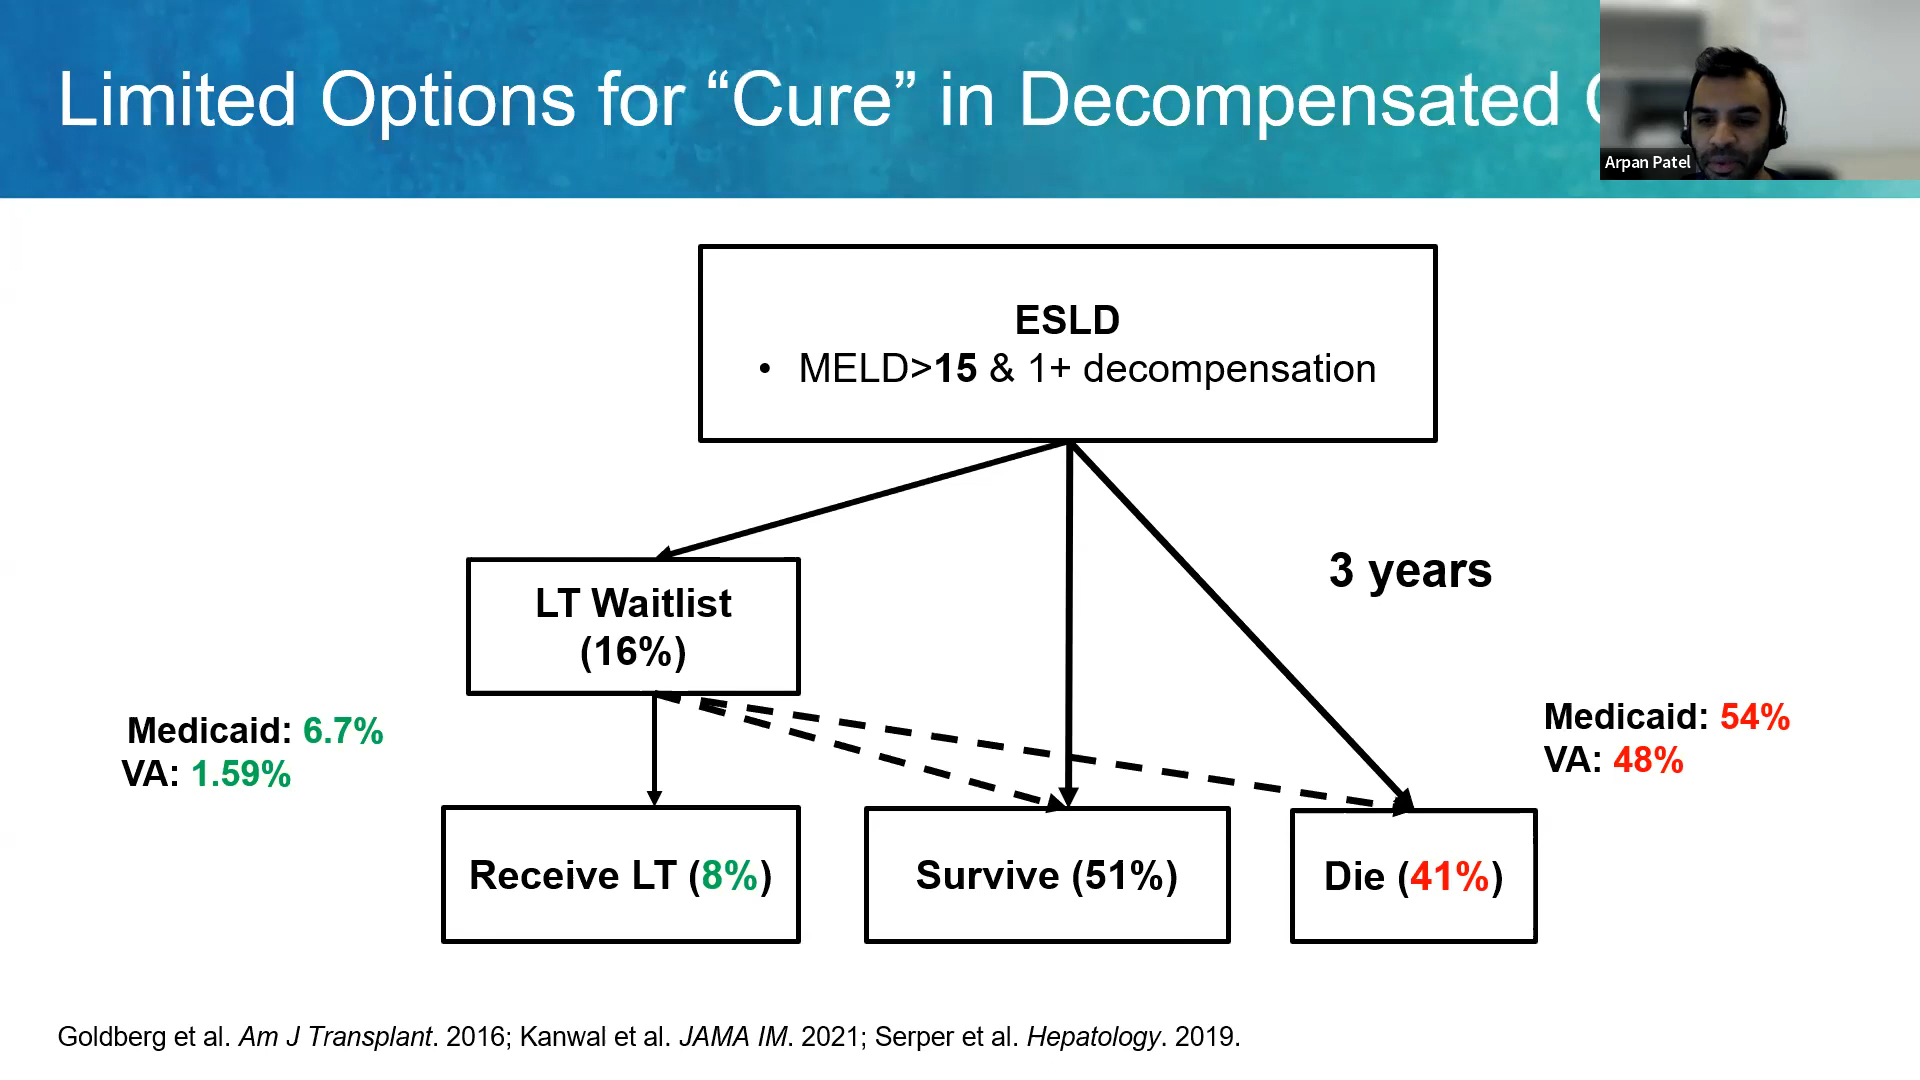 Limited Options for “Cure” in Decompensated
Arpan Patel
ESLD
• MELD>15 & 1+ decompensation
3 years
LT Waitlist
(16%)
Medicaid: 6.7%
VA: 1.59%
Medicaid: 54%
VA: 48%
Receive LT (8%)
Survive (51%)
Die (41%)
Goldberg et al. Am J Transplant. 2016; Kanwal et al. JAMA IM. 2021; Serper et al. Hepatology. 2019.